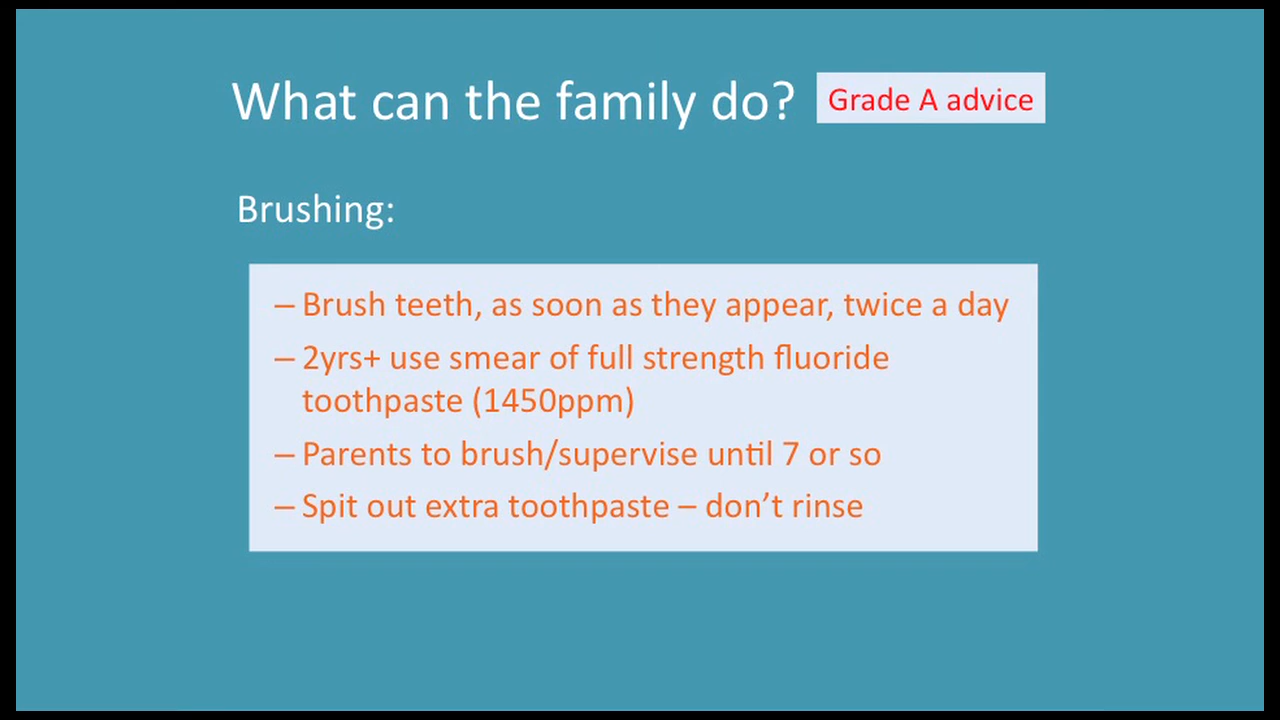 What can the family do? Grade A advice
Brushing:
– Brush teeth, as soon as they appear, twice a day
– 2yrs+ use smear of full strength fluoride
toothpaste (1450ppm)
– Parents to brush/supervise until 7 or so
– Spit out extra toothpaste – don’t rinse